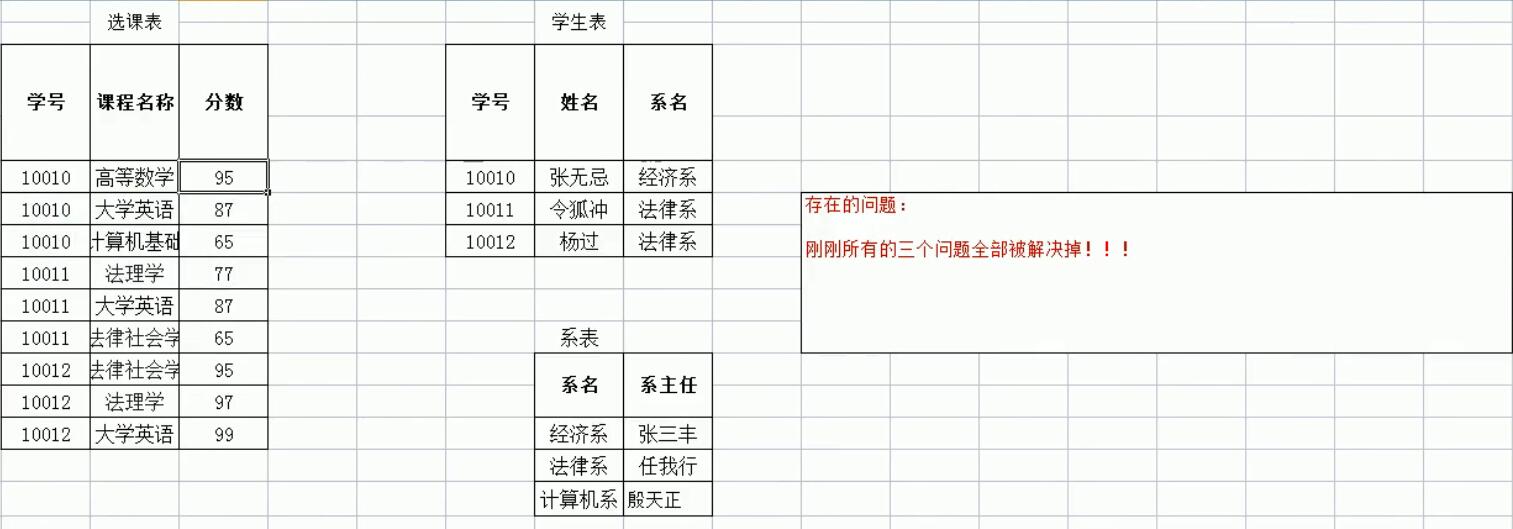 选课表
学号 课程名称 分数
10010 高等数学 95
10010 大学英语 87
10010 计算机基础 65
10011 法理学 77
10011 大学英语 87
10011 法律社会学 65
10012 法律社会学 95
10012 法理学 97
10012 大学英语 99
学生表
学号 姓名 系名
10010 张无忌 经济系
10011 令狐冲 法律系
10012 杨过 法律系
系表
系名 系主任
经济系 张三丰
法律系 任我行
计算机系 殷天正
存在的问题：
刚刚所有的三个问题全部被解决掉！！！